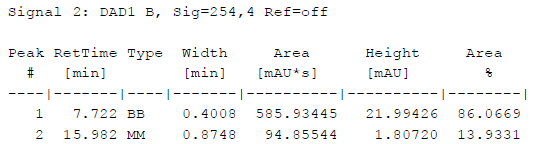 Signal 2: DAD1 B, Sig=254,4 Ref=off
Peak RetTime Type  Width     Area      Height     Area
  #   [min]        [min]   [mAU*s]     [mAU]        %
----|-------|----|-------|----------|----------|--------|
   1   7.722 BB    0.4008  585.93445   21.99426  86.0669
   2  15.982 MM    0.8748   94.85544    1.80720  13.9331